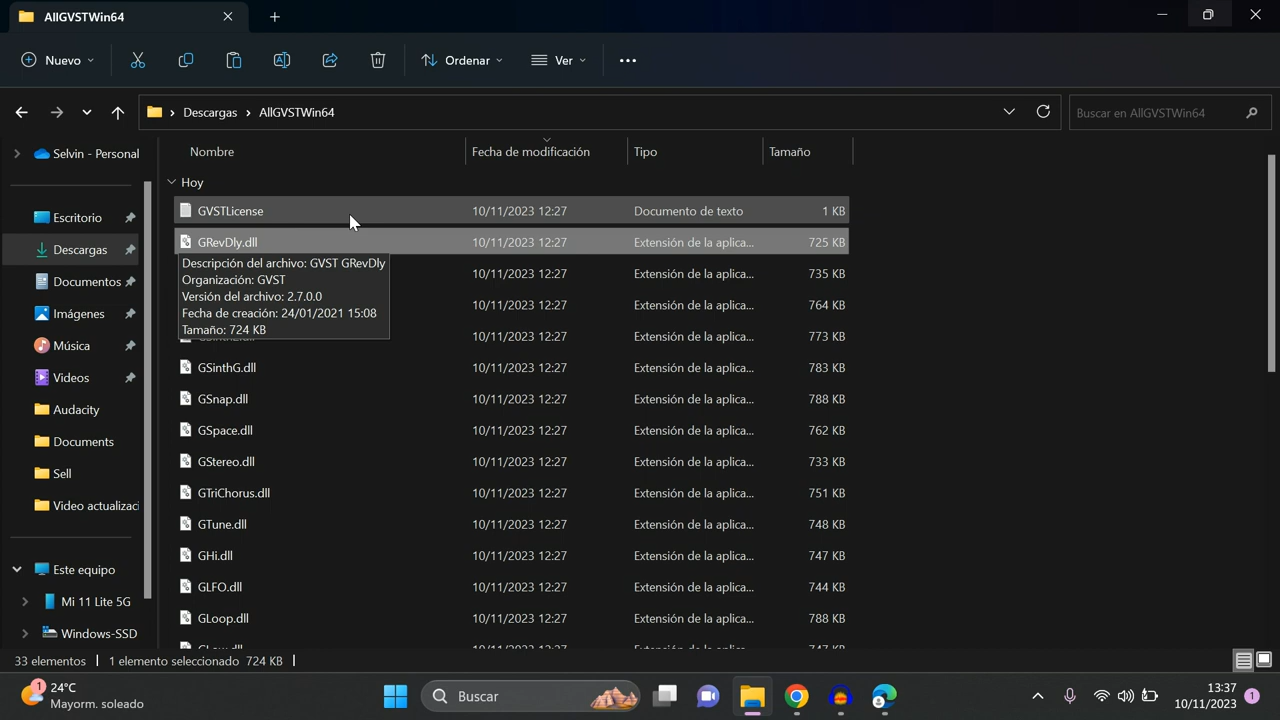 AllGVSTWin64
Nuevo
Ordenar
Ver
Descargas
AllGVSTWin64
Buscar en AllGVSTWin64
Selvin - Personal
Escritorio
Descargas
Documentos
Imágenes
Música
Videos
Audacity
Documents
Sell
Video actualizaci
Este equipo
Mi 11 Lite 5G
Windows-SSD
Nombre Fecha de modificación Tipo Tamaño
Hoy
GVSTLicense 10/11/2023 12:27 Documento de texto 1 KB
GRevDly.dll 10/11/2023 12:27 Extensión de la aplica... 725 KB
Descripción del archivo: GVST GRevDly
Organización: GVST
Versión del archivo: 2.7.0.0
Fecha de creación: 24/01/2021 15:08
Tamaño: 724 KB
10/11/2023 12:27 Extensión de la aplica... 735 KB
10/11/2023 12:27 Extensión de la aplica... 764 KB
10/11/2023 12:27 Extensión de la aplica... 773 KB
GSinthG.dll 10/11/2023 12:27 Extensión de la aplica... 783 KB
GSnap.dll 10/11/2023 12:27 Extensión de la aplica... 788 KB
GSpace.dll 10/11/2023 12:27 Extensión de la aplica... 762 KB
GStereo.dll 10/11/2023 12:27 Extensión de la aplica... 733 KB
GTriChorus.dll 10/11/2023 12:27 Extensión de la aplica... 751 KB
GTune.dll 10/11/2023 12:27 Extensión de la aplica... 748 KB
GHi.dll 10/11/2023 12:27 Extensión de la aplica... 747 KB
GLFO.dll 10/11/2023 12:27 Extensión de la aplica... 744 KB
GLoop.dll 10/11/2023 12:27 Extensión de la aplica... 788 KB
33 elementos
1 elemento seleccionado 724 KB
1
24°C
Mayorm. soleado
Buscar
13:37
10/11/2023
1